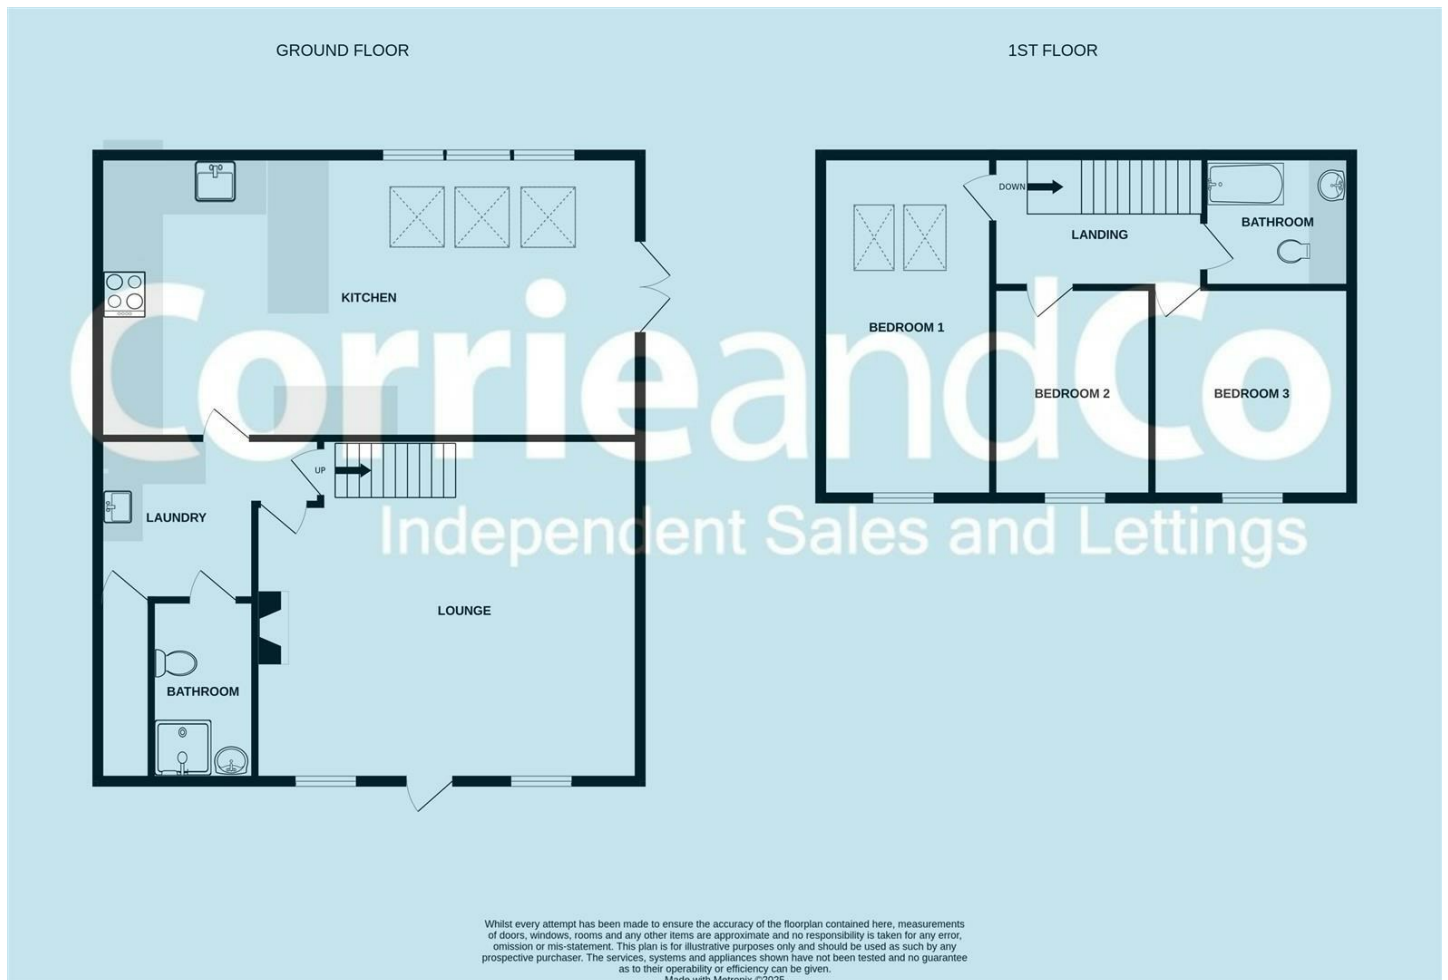 GROUND FLOOR
1ST FLOOR
DOWN
BATHROOM
LANDING
KITCHEN
BEDROOM 1
BEDROOM 2
BEDROOM 3
CorrieandCo
Independent Sales and Lettings
UP
LAUNDRY
LOUNGE
BATHROOM
Whilst every attempt has been made to ensure the accuracy of the floorplan contained here, measurements
of doors, windows, rooms and any other items are approximate and no responsibility is taken for any error,
omission or mis-statement. This plan is for illustrative purposes only and should be used as such by any
prospective purchaser. The services, systems and appliances shown have not been tested and no guarantee
as to their operability or efficiency can be given.
Made with Metropix ©2025